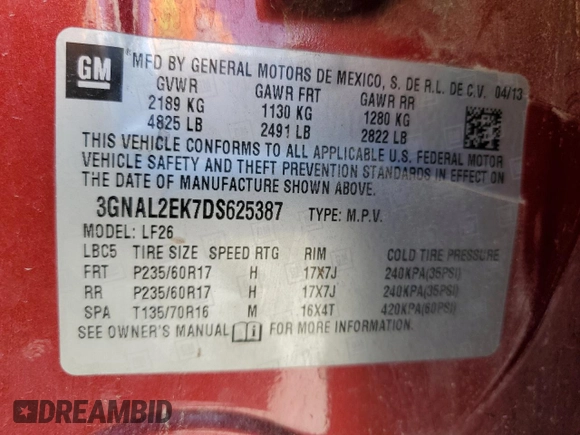 GM
MFD BY GENERAL MOTORS DE MEXICO, S. DE R.L. DE C.V. 04/13
GVWR GAWR FRT GAWR RR
2189 KG 1130 KG 1280 KG
4825 LB 2491 LB 2822 LB
THIS VEHICLE CONFORMS TO ALL APPLICABLE U.S. FEDERAL MOTOR
VEHICLE SAFETY AND THEFT PREVENTION STANDARDS IN EFFECT ON
THE DATE OF MANUFACTURE SHOWN ABOVE.
3GNAL2EK7DS625387 TYPE: M.P.V.
MODEL: LF26
LBC5 TIRE SIZE SPEED RTG RIM COLD TIRE PRESSURE
FRT P235/60R17 H 17X7J 240KPA(35PSI)
RR P235/60R17 H 17X7J 240KPA(35PSI)
SPA T135/70R16 M 16X4T 420KPA(60PSI)
SEE OWNER'S MANUAL FOR MORE INFORMATION.
DREAMBID